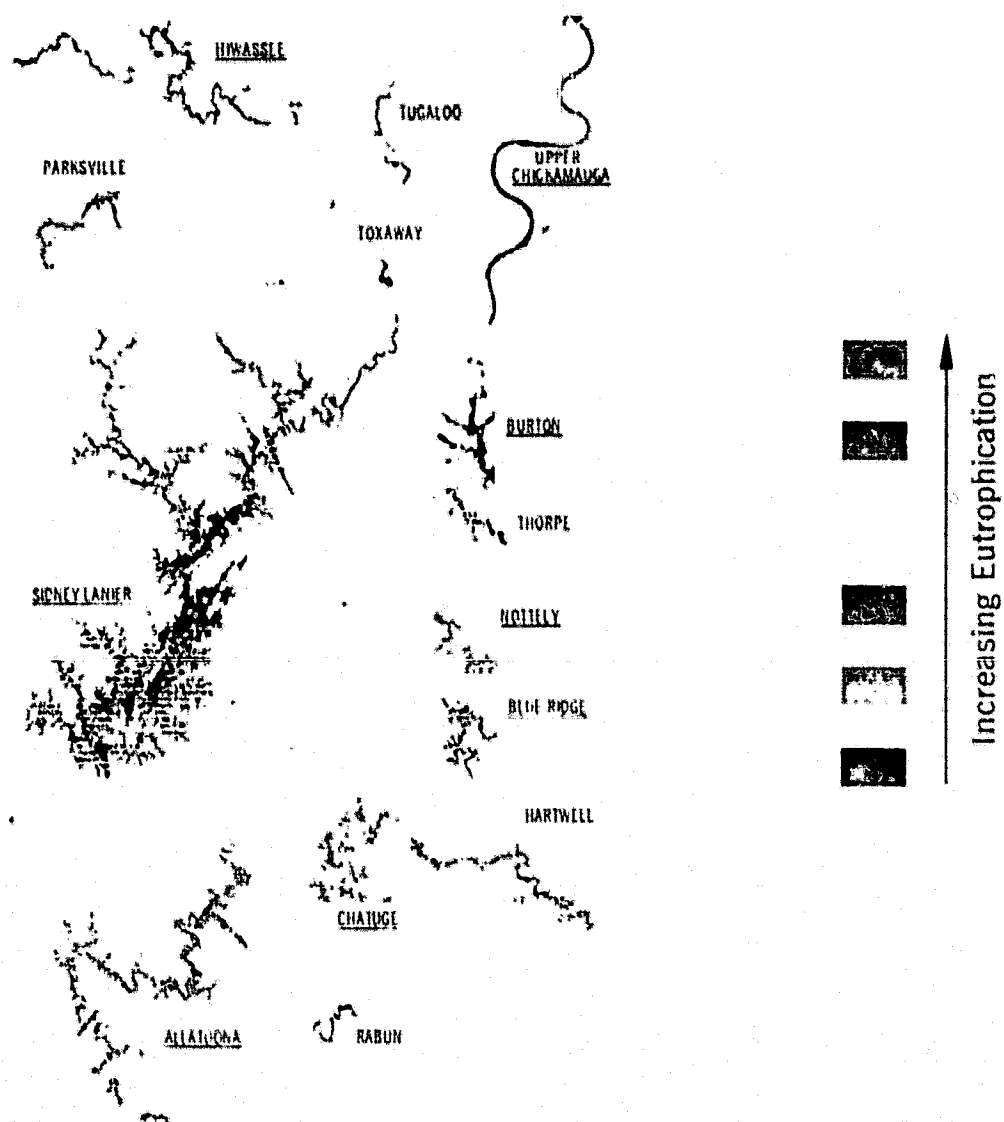 HIWASSEE
TUGALOO
PARKSVILLE
UPPER
CHICKAMAUGA
TOXAWAY
BURTON
THORPE
SIDNEY LANIER
NOTTELY
BLUE RIDGE
HARTWELL
CHATUGE
ALLATOONA
RABUN
Increasing Eutrophication